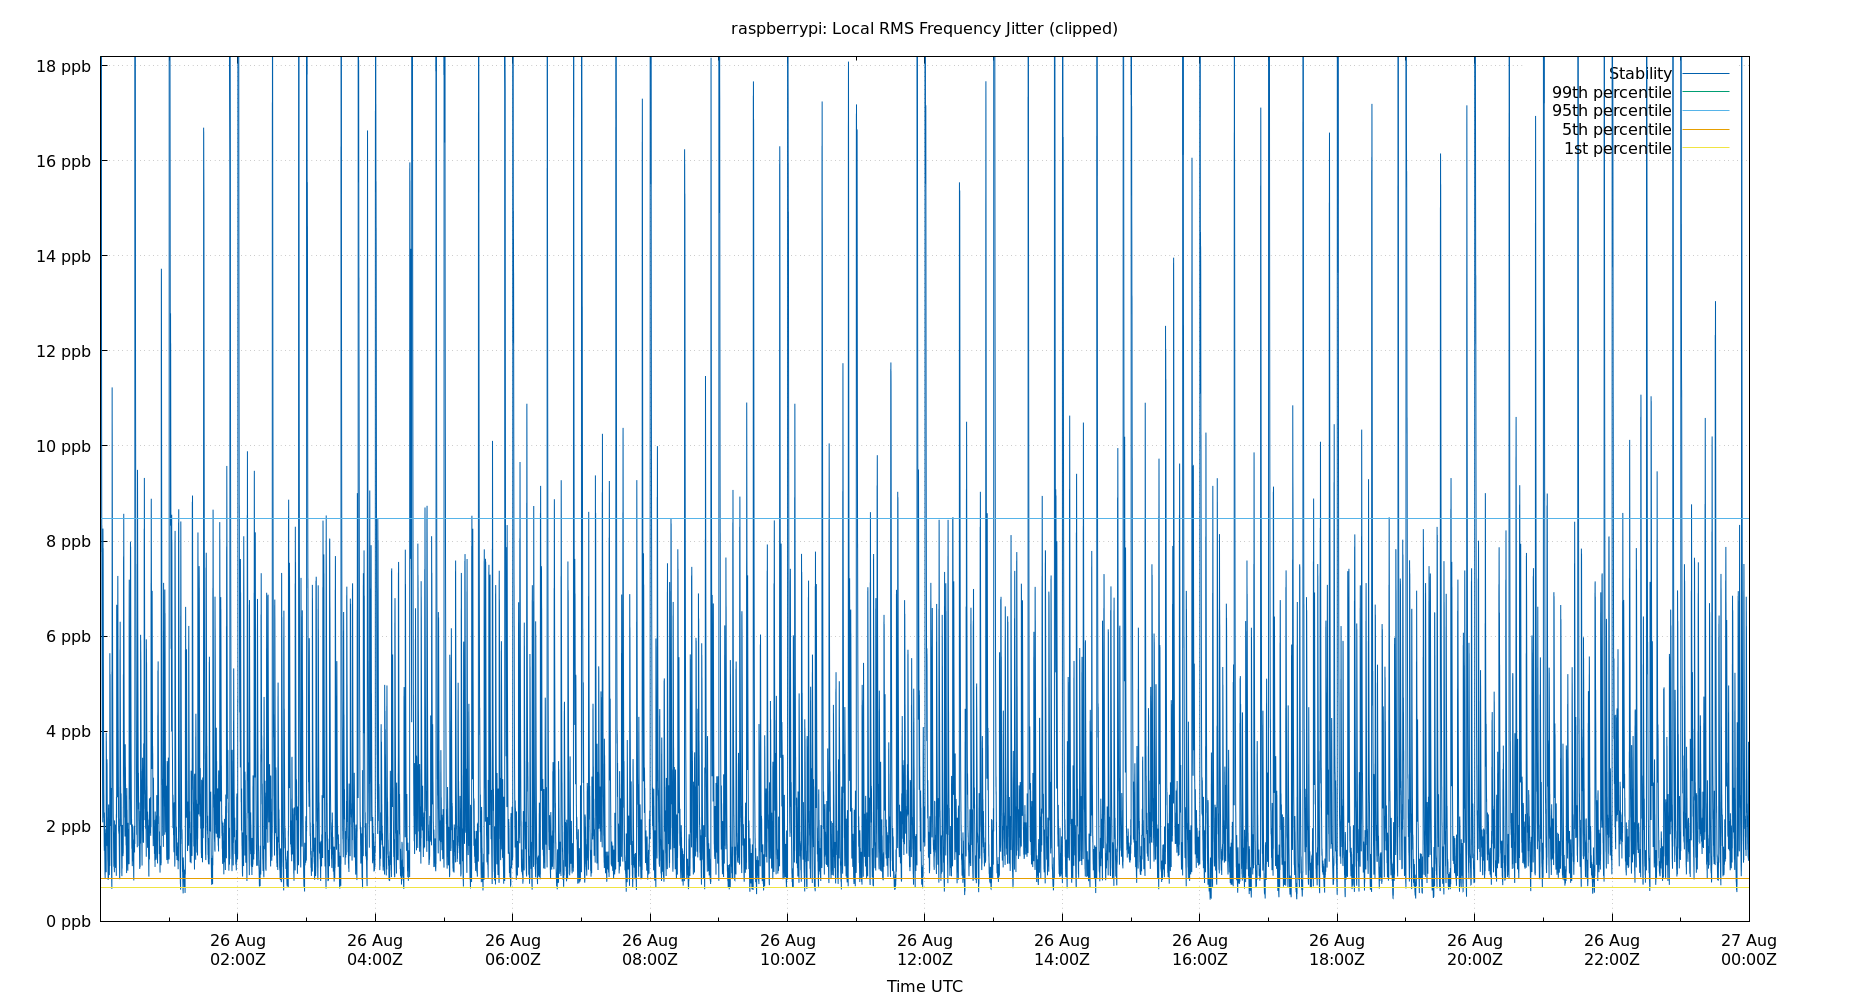 raspberrypi: Local RMS Frequency Jitter (clipped)
18 ppb
16 ppb
14 ppb
12 ppb
10 ppb
8 ppb
6 ppb
4 ppb
2 ppb
0 ppb
Stability
99th percentile
95th percentile
5th percentile
1st percentile
26 Aug 26 Aug 26 Aug 26 Aug 26 Aug 26 Aug 26 Aug 26 Aug 26 Aug 26 Aug 26 Aug 27 Aug
02:00Z 04:00Z 06:00Z 08:00Z 10:00Z 12:00Z 14:00Z 16:00Z 18:00Z 20:00Z 22:00Z 00:00Z
Time UTC